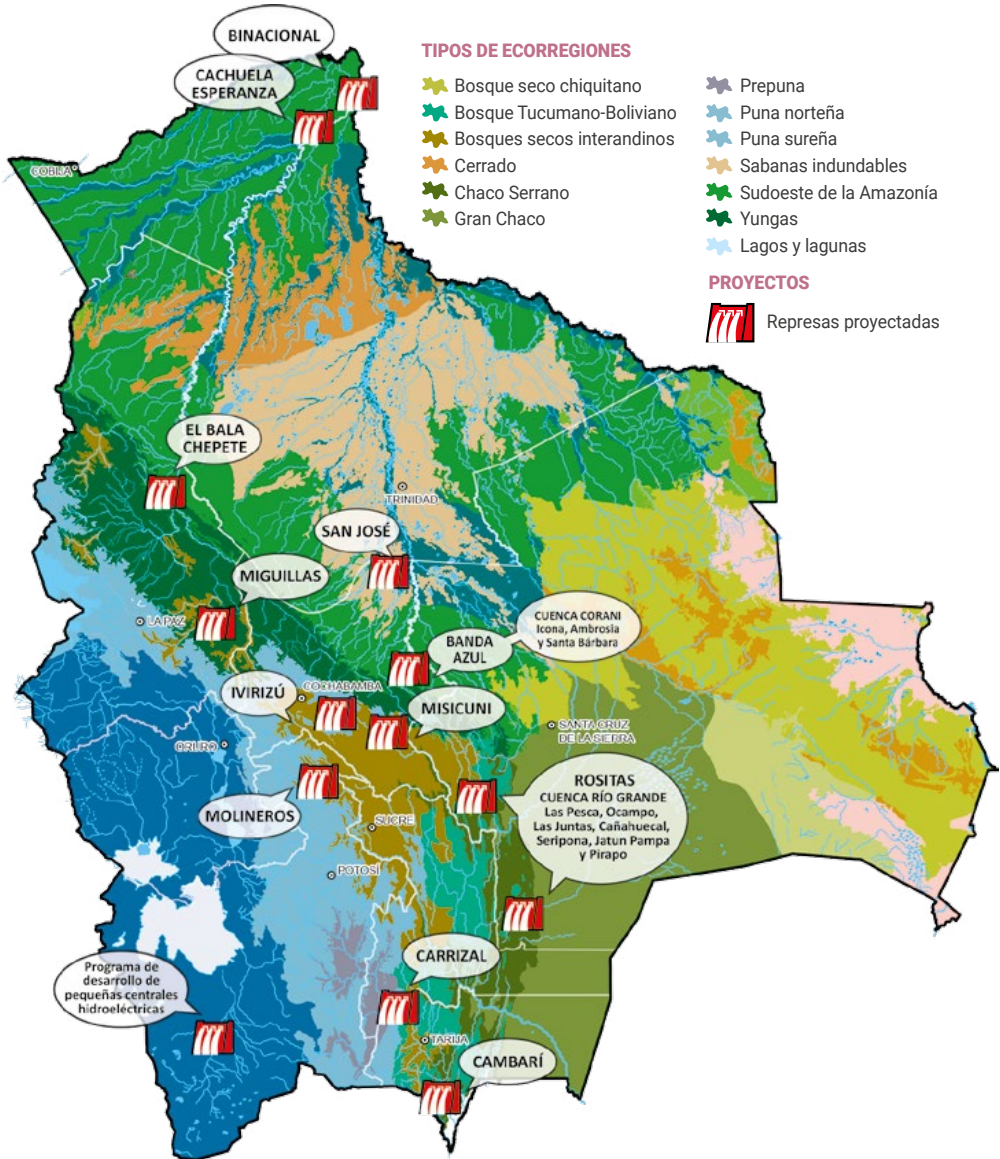 BINACIONAL
CACHUELA
ESPERANZA
TIPOS DE ECORREGIONES
Bosque seco chiquitano
Bosque Tucumano-Boliviano
Bosques secos interandinos
Cerrado
Chaco Serrano
Gran Chaco
Prepuna
Puna norteña
Puna sureña
Sabanas indundables
Sudoeste de la Amazonía
Yungas
Lagos y lagunas
PROYECTOS
Represas proyectadas
COBIJA
EL BALA
CHEPETE
TRINIDAD
SAN JOSÉ
MIGUILLAS
LA PAZ
CUENCA CORANI
Icona, Ambrosia
y Santa Bárbara
BANDA
AZUL
IVIRIZÚ
COCHABAMBA
MISICUNI
SANTA CRUZ
DE LA SIERRA
ORURO
MOLINEROS
SUCRE
ROSITAS
CUENCA RÍO GRANDE
Las Pesca, Ocampo,
Las Juntas, Cañahuecal,
Seripona, Jatun Pampa
y Pirapo
POTOSÍ
CARRIZAL
Programa de
desarrollo de
pequeñas centrales
hidroeléctricas
TARIJA
CAMBARÍ